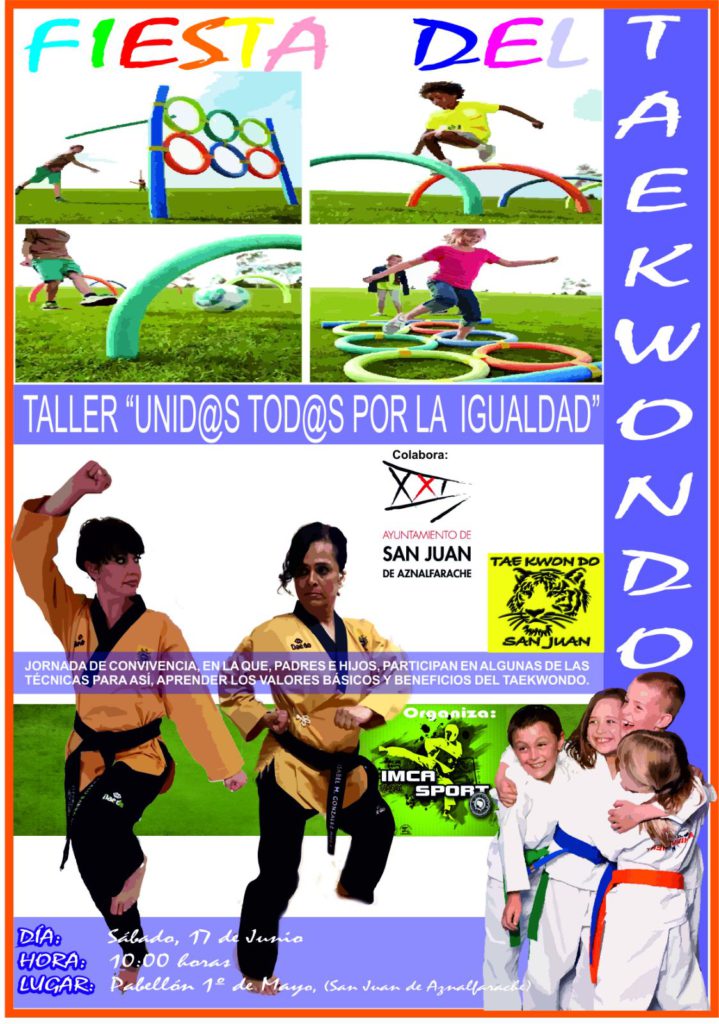 FIESTA DEL
TAEKWONDO
TALLER “UNID@S TOD@S POR LA IGUALDAD”
Colabora:
XXI
AYUNTAMIENTO DE
SAN JUAN
DE AZNALFARACHE
TAE KWON DO
SAN JUAN
JORNADA DE CONVIVENCIA, EN LA QUE, PADRES E HIJOS, PARTICIPAN EN ALGUNAS DE LAS
TÉCNICAS PARA ASÍ, APRENDER LOS VALORES BÁSICOS Y BENEFICIOS DEL TAEKWONDO.
Organiza:
IMCA
SPORT
DÍA: Sábado, 17 de Junio
HORA: 10:00 horas
LUGAR: Pabellón 1º de Mayo, (San Juan de Aznalfarache)